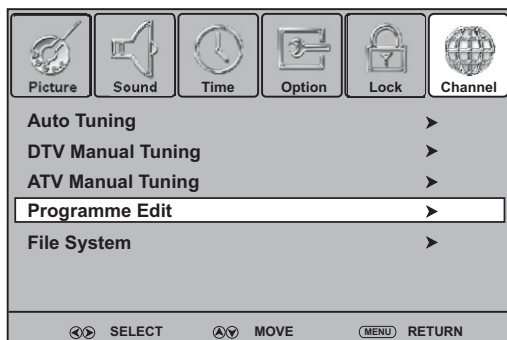 Picture Sound Time Option Lock Channel
Auto Tuning
DTV Manual Tuning
ATV Manual Tuning
Programme Edit
File System
SELECT MOVE MENU RETURN